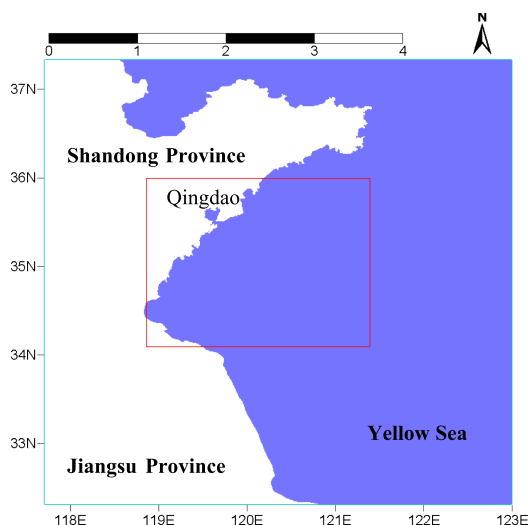 N
0 1 2 3 4
37N
Shandong Province
36N
Qingdao
35N
34N
33N
Yellow Sea
Jiangsu Province
118E 119E 120E 121E 122E 123E